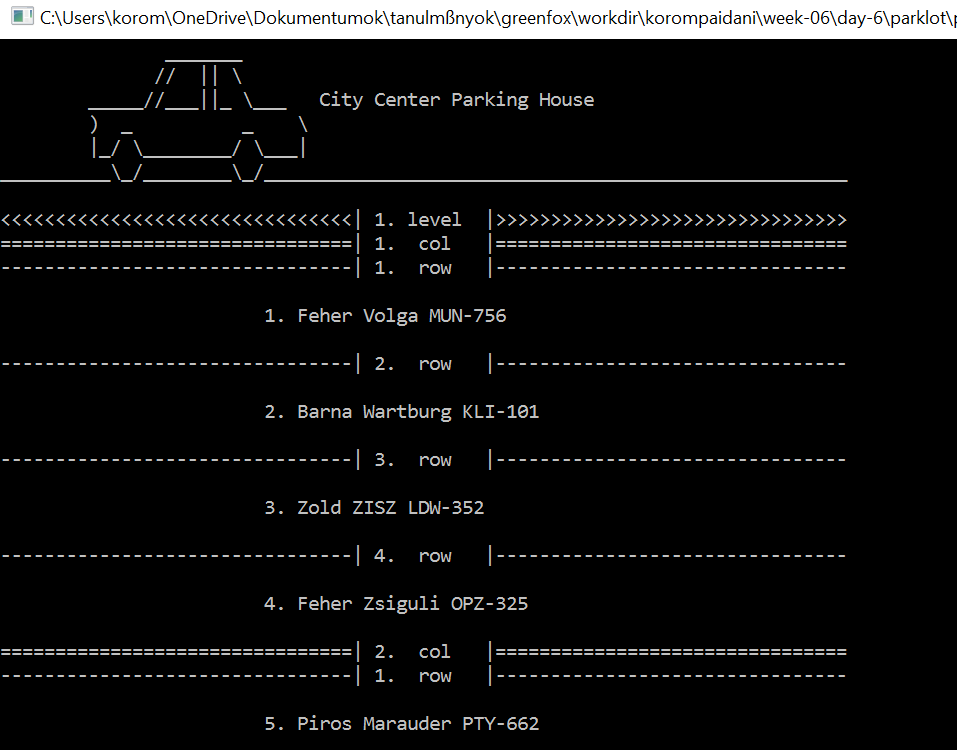 C:\Users\korom\OneDrive\Dokumentumok\tanulmßnyok\greenfox\workdir\korompaidani\week-06\day-6\parklot\p
City Center Parking House
<<<<<<<<<<<<<<<<<<<<<<<<<<<<<<<<| 1. level  |>>>>>>>>>>>>>>>>>>>>>>>>>>>>>>>>
================================| 1.  col   |================================
--------------------------------| 1.  row   |--------------------------------
1. Feher Volga MUN-756
--------------------------------| 2.  row   |--------------------------------
2. Barna Wartburg KLI-101
--------------------------------| 3.  row   |--------------------------------
3. Zold ZISZ LDW-352
--------------------------------| 4.  row   |--------------------------------
4. Feher Zsiguli OPZ-325
================================| 2.  col   |================================
--------------------------------| 1.  row   |--------------------------------
5. Piros Marauder PTY-662